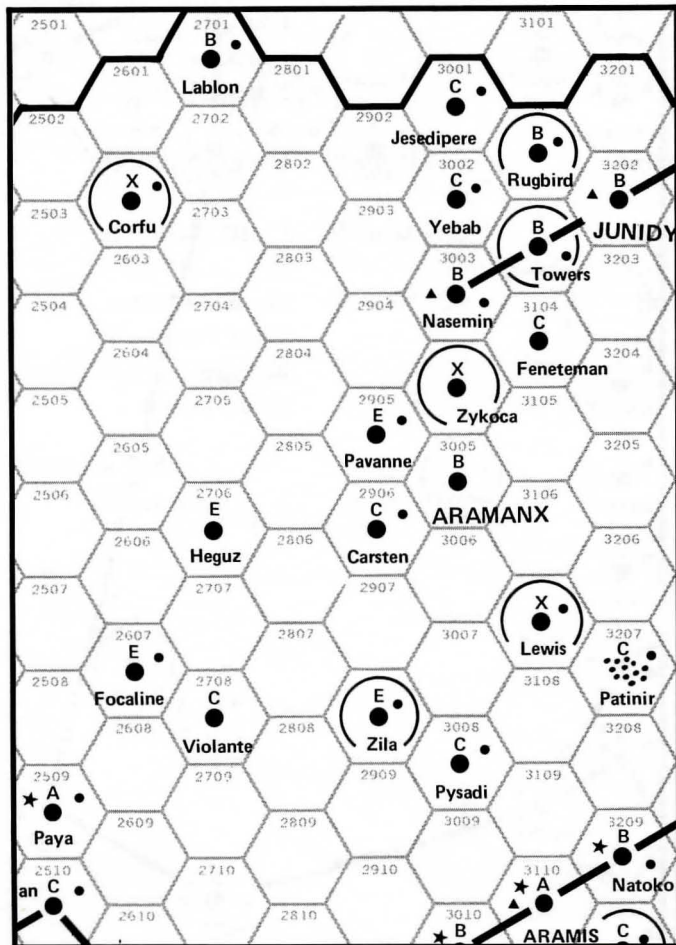 2501
2701
3101
B
2601
2801
3001
3201
Lablon
C
2502
2702
2902
B
Jesedipere
2802
3002
3202
X
C
Rugbird
B
2503
2703
2903
Corfu
Yebab
B
JUNIDY
2603
2803
3003
3203
B
Towers
2504
2704
2904
3104
Nasemin
C
2604
2804
3204
X
Feneteman
2505
2705
2905
3105
E
Zykoca
2605
2805
3005
3205
Pavanne
B
2506
2706
2906
3106
E
C
ARAMANX
2606
2806
3006
3206
Heguz
Carsten
2507
2707
2907
X
2607
2807
3007
3207
E
Lewis
C
2508
2708
3108
Focaline
C
E
Patinir
2608
2808
3008
3208
Violante
Zila
C
2509
2709
2909
3109
A
Pysadi
2609
2809
3009
3209
Paya
B
2510
2710
2910
3110
an
C
A
Natoko
2610
2810
3010
B
ARAMIS
C